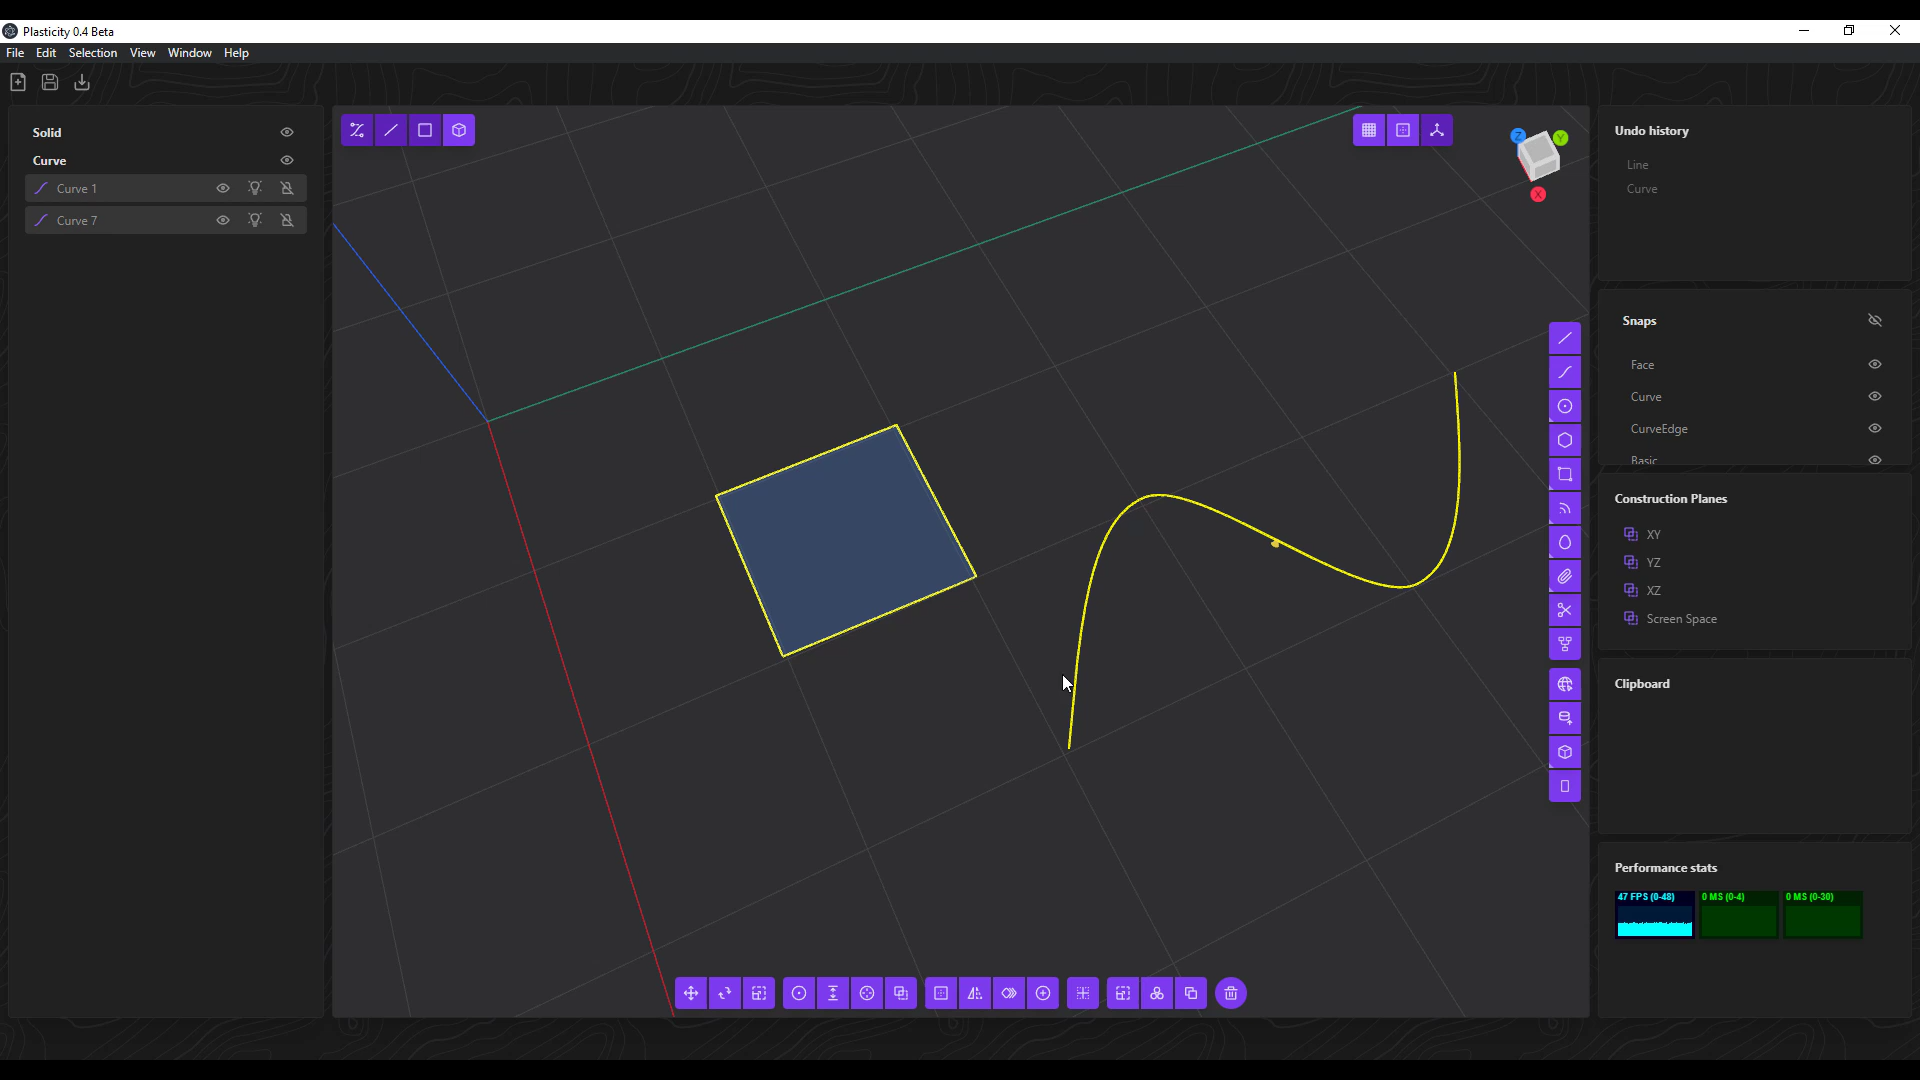 Plasticity 0.4 Beta
File Edit Selection View Window Help
Solid
Curve
Curve 1
Curve 7
Z
Y
X
Undo history
Line
Curve
Snaps
Face
Curve
CurveEdge
Basic
Construction Planes
XY
YZ
XZ
Screen Space
Clipboard
Performance stats
47 FPS (0-48) 0 MS (0-4) 0 MS (0-30)